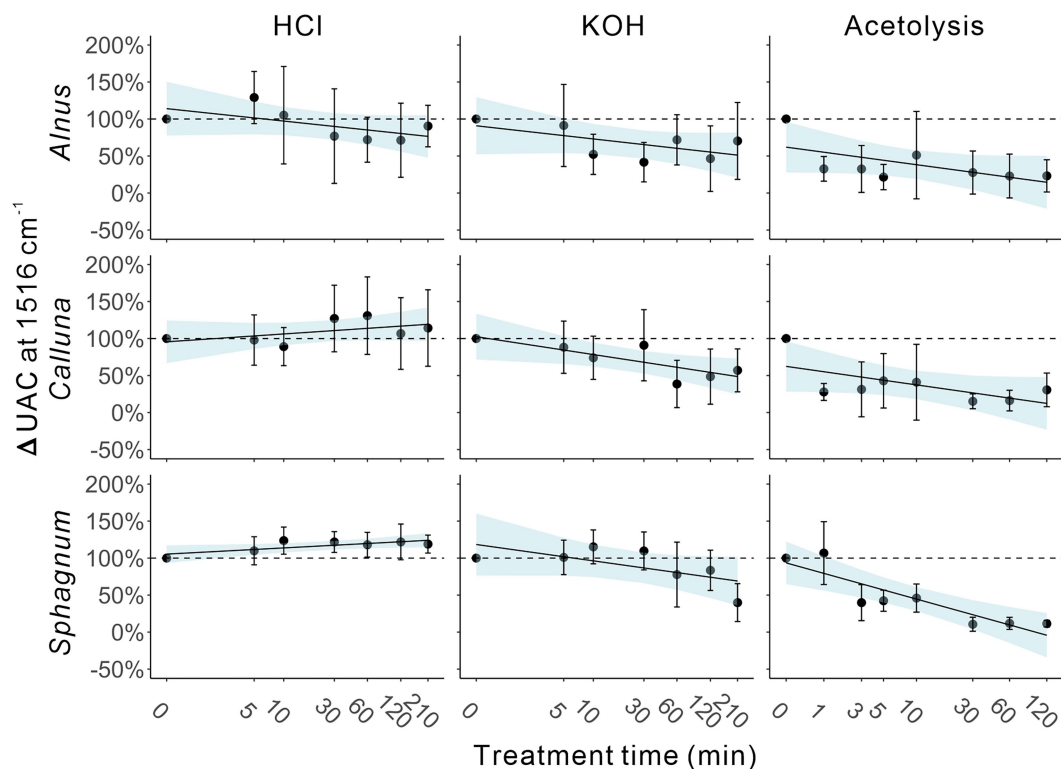 HCl KOH Acetolysis
Δ UAC at 1516 cm⁻¹
Alnus
200%
150%
100%
50%
0%
-50%
Calluna
200%
150%
100%
50%
0%
-50%
Sphagnum
200%
150%
100%
50%
0%
-50%
0 5 10 30 60 120 210 0 5 10 30 60 120 210 0 1 3 5 10 30 60 120
Treatment time (min)